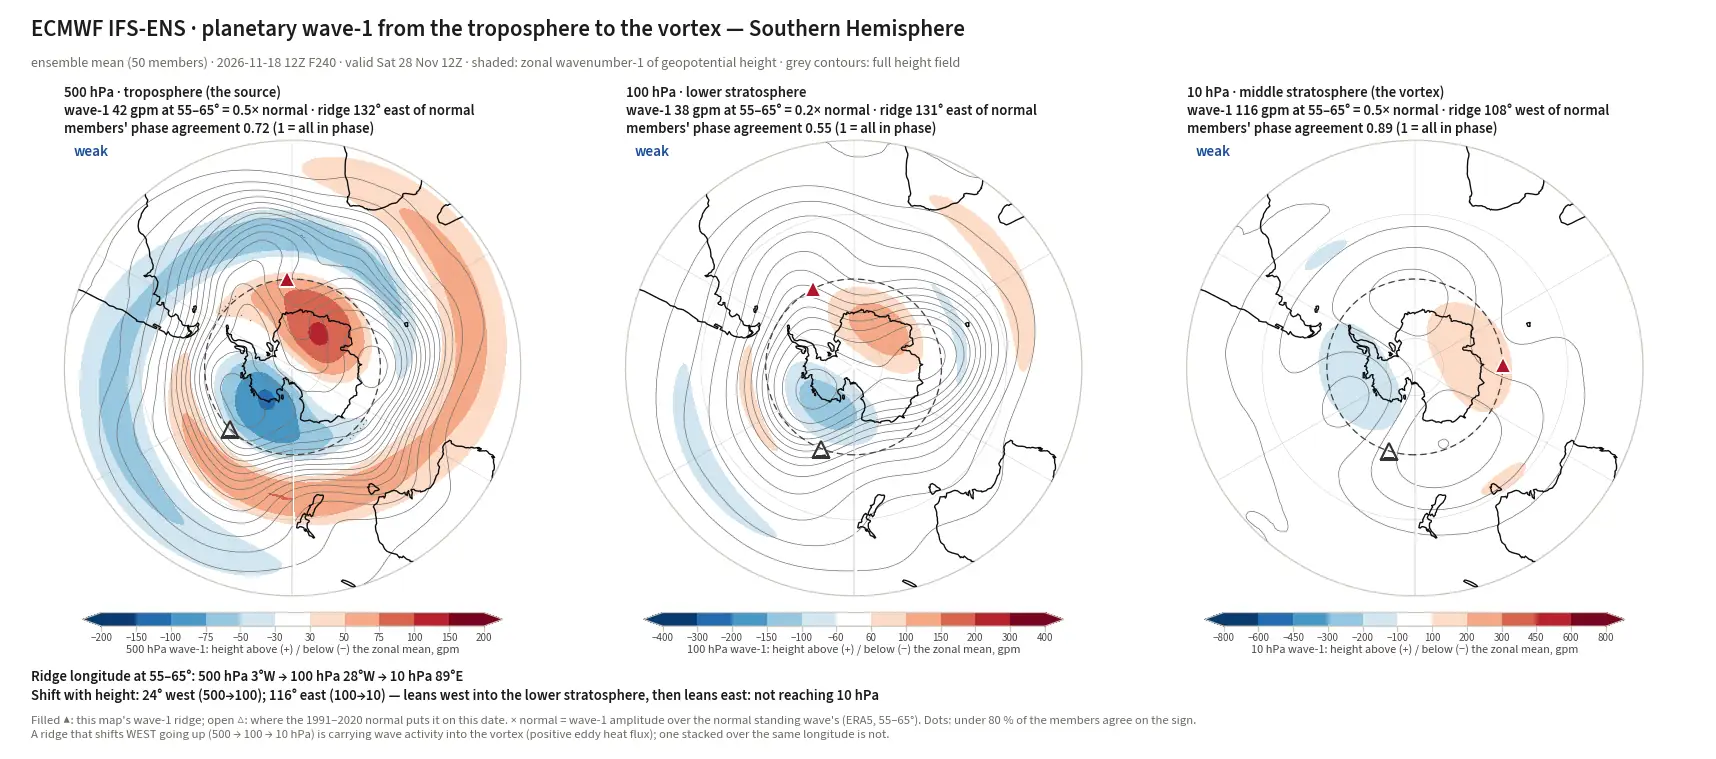 ECMWF IFS-ENS · planetary wave-1 from the troposphere to the vortex — Southern Hemisphere
ensemble mean (50 members) · 2026-11-18 12Z F240 · valid Sat 28 Nov 12Z · shaded: zonal wavenumber-1 of geopotential height · grey contours: full height field
500 hPa · troposphere (the source)
wave-1 42 gpm at 55–65° = 0.5× normal · ridge 132° east of normal
members' phase agreement 0.72 (1 = all in phase)
weak
100 hPa · lower stratosphere
wave-1 38 gpm at 55–65° = 0.2× normal · ridge 131° east of normal
members' phase agreement 0.55 (1 = all in phase)
weak
10 hPa · middle stratosphere (the vortex)
wave-1 116 gpm at 55–65° = 0.5× normal · ridge 108° west of normal
members' phase agreement 0.89 (1 = all in phase)
weak
−200 −150 −100 −75 −50 −30 30 50 75 100 150 200
500 hPa wave-1: height above (+) / below (−) the zonal mean, gpm
−400 −300 −200 −150 −100 −60 60 100 150 200 300 400
100 hPa wave-1: height above (+) / below (−) the zonal mean, gpm
−800 −600 −450 −300 −200 −100 100 200 300 450 600 800
10 hPa wave-1: height above (+) / below (−) the zonal mean, gpm
Ridge longitude at 55–65°: 500 hPa 3°W → 100 hPa 28°W → 10 hPa 89°E
Shift with height: 24° west (500→100); 116° east (100→10) — leans west into the lower stratosphere, then leans east: not reaching 10 hPa
Filled ▲: this map's wave-1 ridge; open △: where the 1991–2020 normal puts it on this date. × normal = wave-1 amplitude over the normal standing wave's (ERA5, 55–65°). Dots: under 80 % of the members agree on the sign.
A ridge that shifts WEST going up (500 → 100 → 10 hPa) is carrying wave activity into the vortex (positive eddy heat flux); one stacked over the same longitude is not.